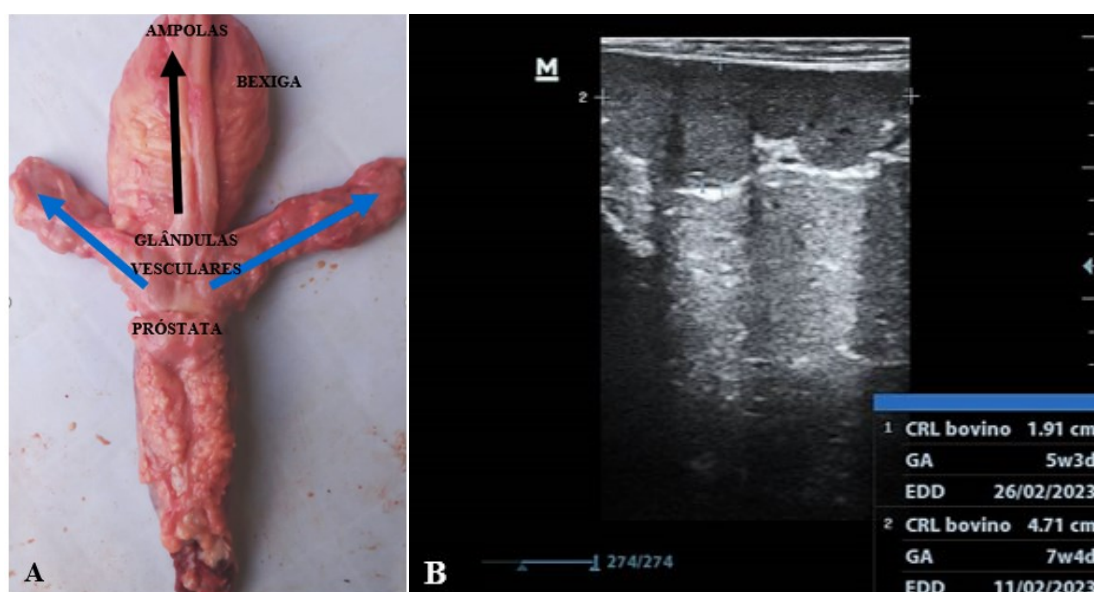 AMPOLAS
BEXIGA
GLÂNDULAS
VESCULARES
PRÓSTATA
A
M
2
1 CRL bovino 1.91 cm
GA 5w3d
EDD 26/02/2023
2 CRL bovino 4.71 cm
GA 7w4d
EDD 11/02/2023
274/274
B